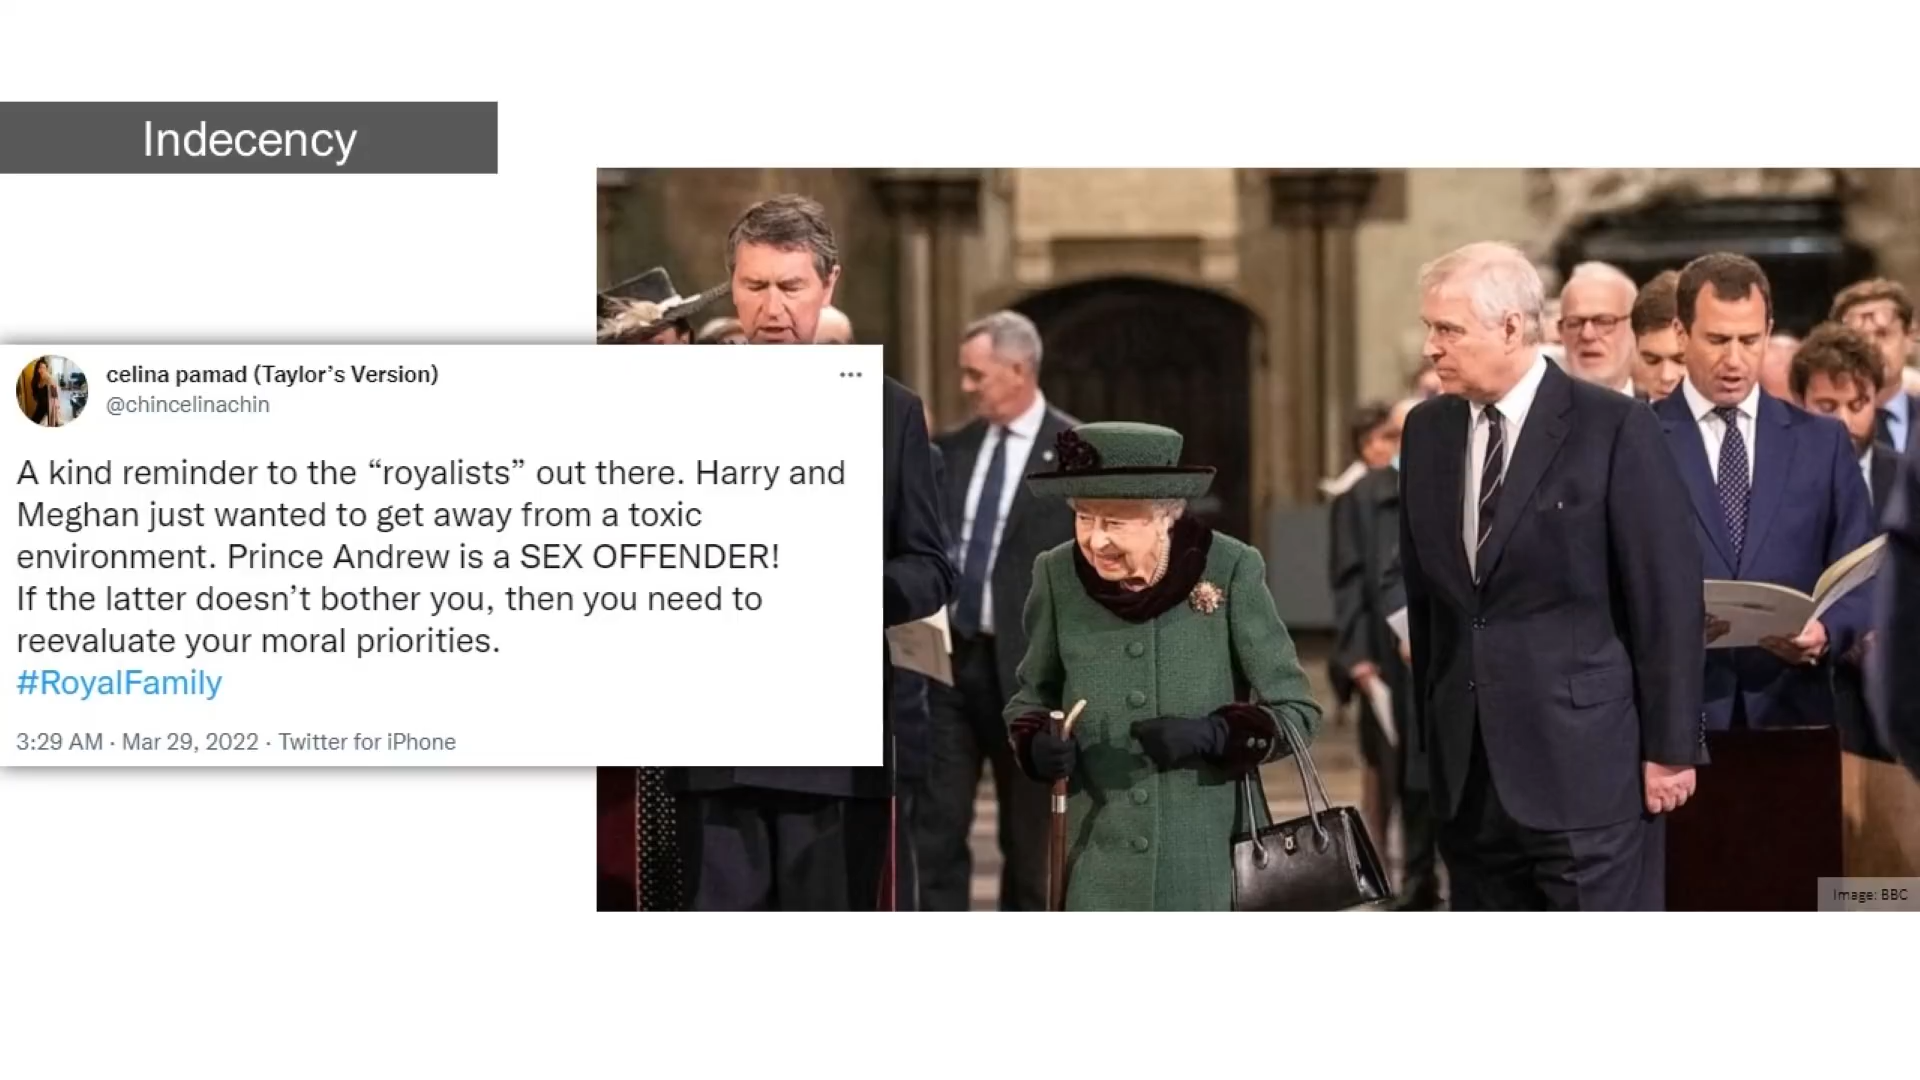 Indecency
celina pamad (Taylor’s Version)
@chincelinachin
A kind reminder to the “royalists” out there. Harry and
Meghan just wanted to get away from a toxic
environment. Prince Andrew is a SEX OFFENDER!
If the latter doesn’t bother you, then you need to
reevaluate your moral priorities.
#RoyalFamily
3:29 AM · Mar 29, 2022 · Twitter for iPhone
Image: BBC